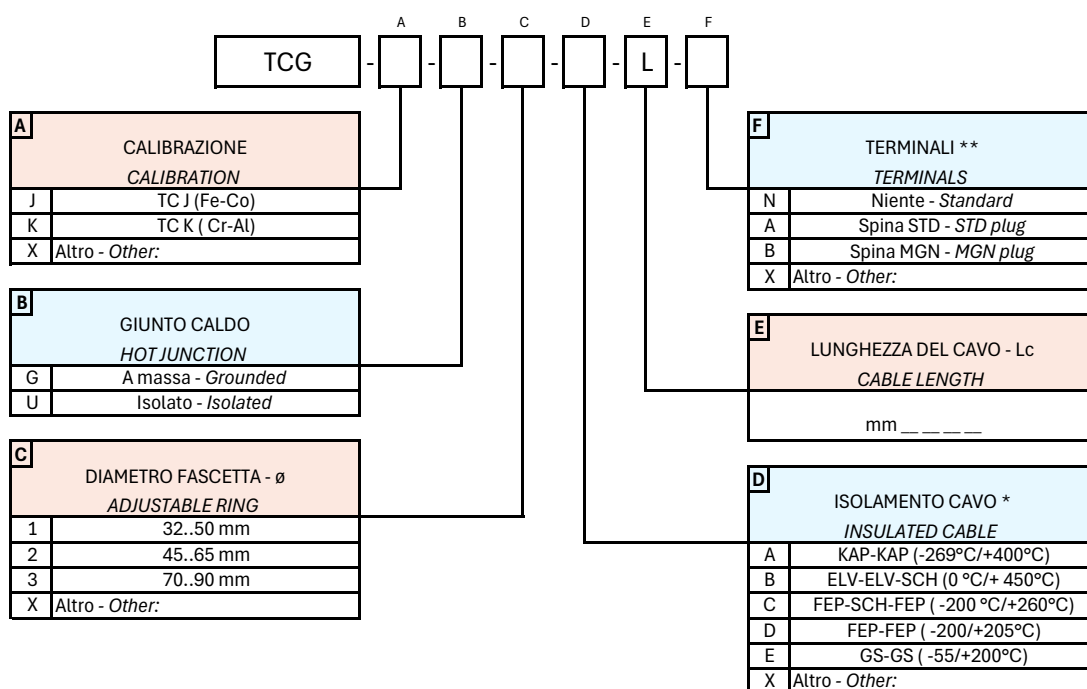 A B C D E F
TCG - - - - L -
A
CALIBRAZIONE
CALIBRATION
J TC J (Fe-Co)
K TC K ( Cr-Al)
X Altro - Other:
B
GIUNTO CALDO
HOT JUNCTION
G A massa - Grounded
U Isolato - Isolated
C
DIAMETRO FASCETTA - ø
ADJUSTABLE RING
1 32..50 mm
2 45..65 mm
3 70..90 mm
X Altro - Other:
F
TERMINALI **
TERMINALS
N Niente - Standard
A Spina STD - STD plug
B Spina MGN - MGN plug
X Altro - Other:
E
LUNGHEZZA DEL CAVO - Lc
CABLE LENGTH
mm __ __ __ __
D
ISOLAMENTO CAVO *
INSULATED CABLE
A KAP-KAP (-269°C/+400°C)
B ELV-ELV-SCH (0 °C/+ 450°C)
C FEP-SCH-FEP ( -200 °C/+260°C)
D FEP-FEP ( -200/+205°C)
E GS-GS ( -55/+200°C)
X Altro - Other: